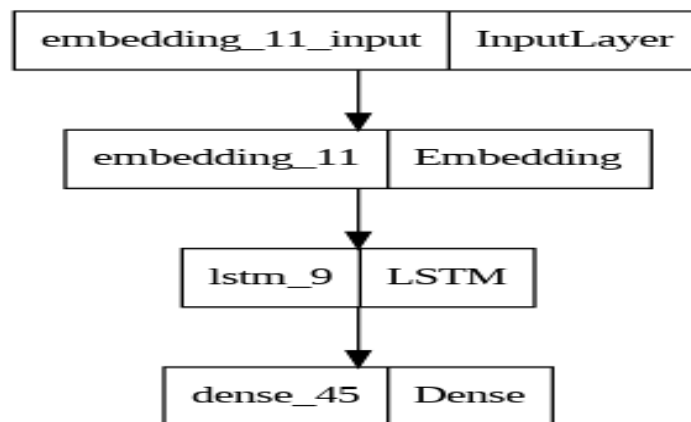 embedding_11_input InputLayer
embedding_11 Embedding
lstm_9 LSTM
dense_45 Dense